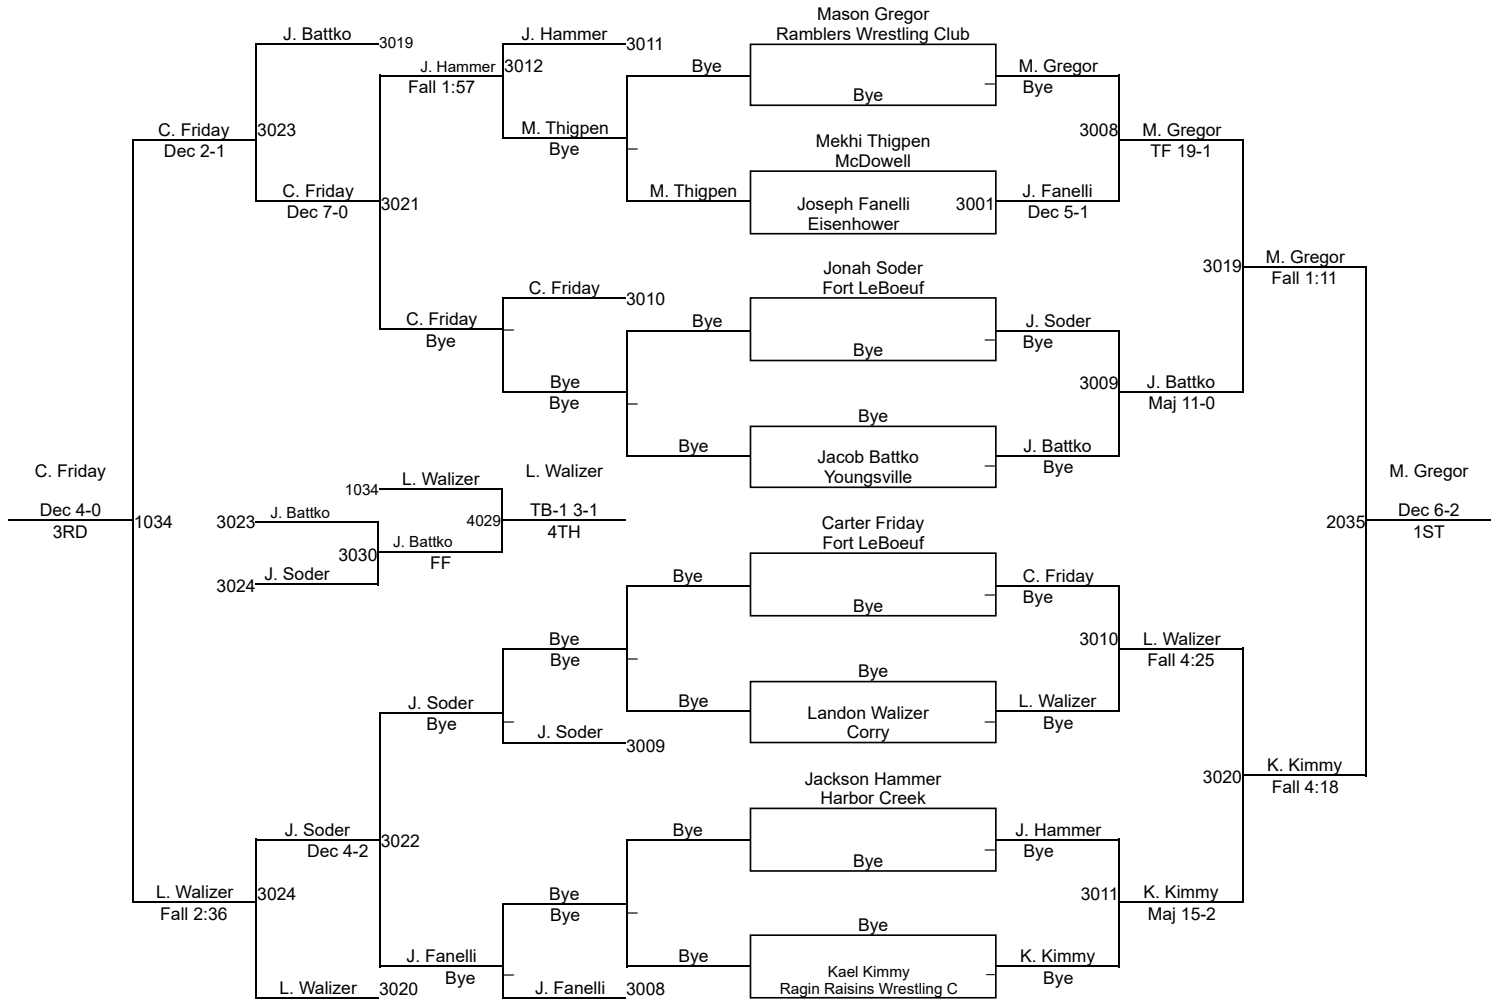 Mason Gregor
Ramblers Wrestling Club
J. Battko
3019
J. Hammer
3011
J. Hammer
3012
Fall 1:57
Bye
Bye
M. Gregor
Bye
C. Friday
3023
Dec 2-1
M. Thigpen
Bye
Mekhi Thigpen
McDowell
3008
M. Gregor
TF 19-1
C. Friday
3021
Dec 7-0
M. Thigpen
Joseph Fanelli
Eisenhower
3001
J. Fanelli
Dec 5-1
3019
M. Gregor
Fall 1:11
C. Friday
3010
Jonah Soder
Fort LeBoeuf
C. Friday
Bye
Bye
Bye
J. Soder
Bye
Bye
Bye
3009
J. Battko
Maj 11-0
Bye
Bye
Jacob Battko
Youngsville
J. Battko
Bye
C. Friday
Dec 4-0
3RD
1034
1034
L. Walizer
L. Walizer
3023
J. Battko
4029
TB-1 3-1
4TH
3030
J. Battko
FF
3024
J. Soder
M. Gregor
2035
Dec 6-2
1ST
Carter Friday
Fort LeBoeuf
Bye
Bye
C. Friday
Bye
Bye
Bye
3010
L. Walizer
Fall 4:25
Bye
J. Soder
Bye
Bye
Landon Walizer
Corry
L. Walizer
Bye
J. Soder
3009
Jackson Hammer
Harbor Creek
3020
K. Kimmy
Fall 4:18
J. Soder
3022
Dec 4-2
Bye
Bye
J. Hammer
Bye
L. Walizer
3024
Fall 2:36
Bye
Bye
3011
K. Kimmy
Maj 15-2
Bye
J. Fanelli
Bye
Bye
Kael Kimmy
Ragin Raisins Wrestling C
K. Kimmy
Bye
L. Walizer
3020
J. Fanelli
3008